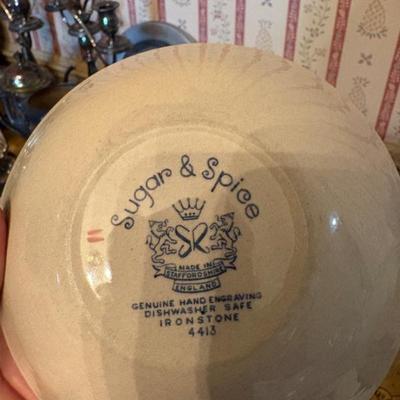 Sugar & Spice
SR
MADE IN
STAFFORDSHIRE
ENGLAND
GENUINE HAND ENGRAVING
DISHWASHER SAFE
IRONSTONE
4413